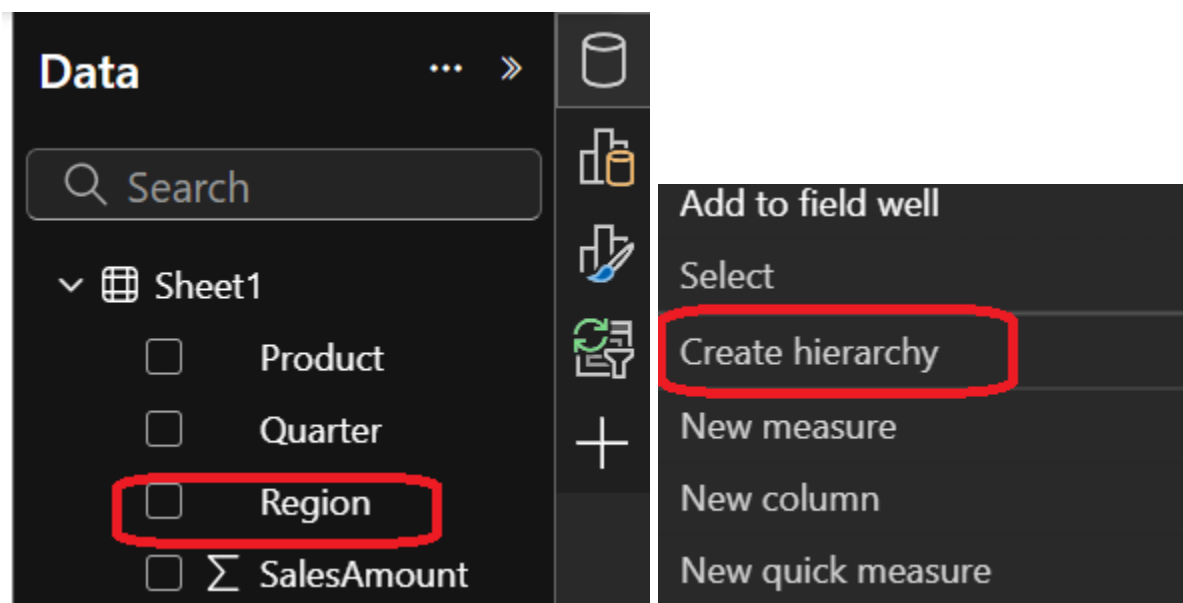 Data
Search
Sheet1
Product
Quarter
Region
SalesAmount
Add to field well
Select
Create hierarchy
New measure
New column
New quick measure